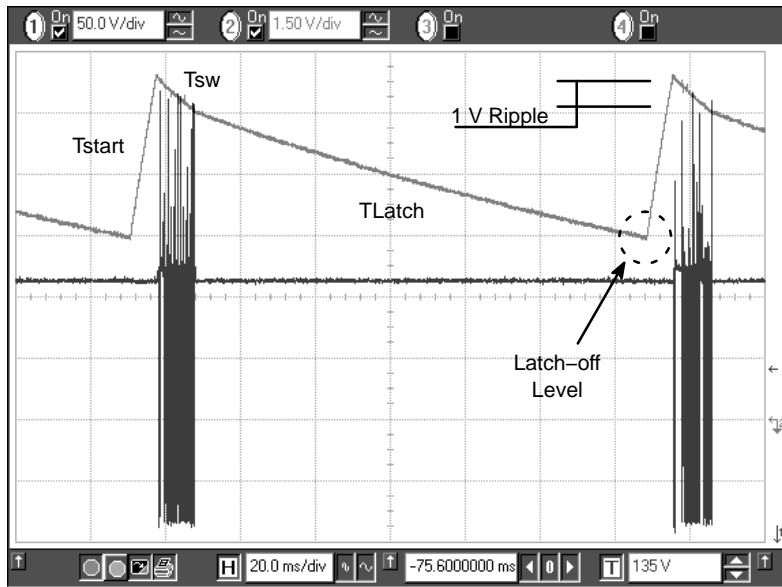 1 On 50.0 V/div 2 On 1.50 V/div 3 On 4 On
Tsw
1 V Ripple
Tstart
TLatch
Latch–off
Level
H 20.0 ms/div -75.6000000 ms 0 T 135 V